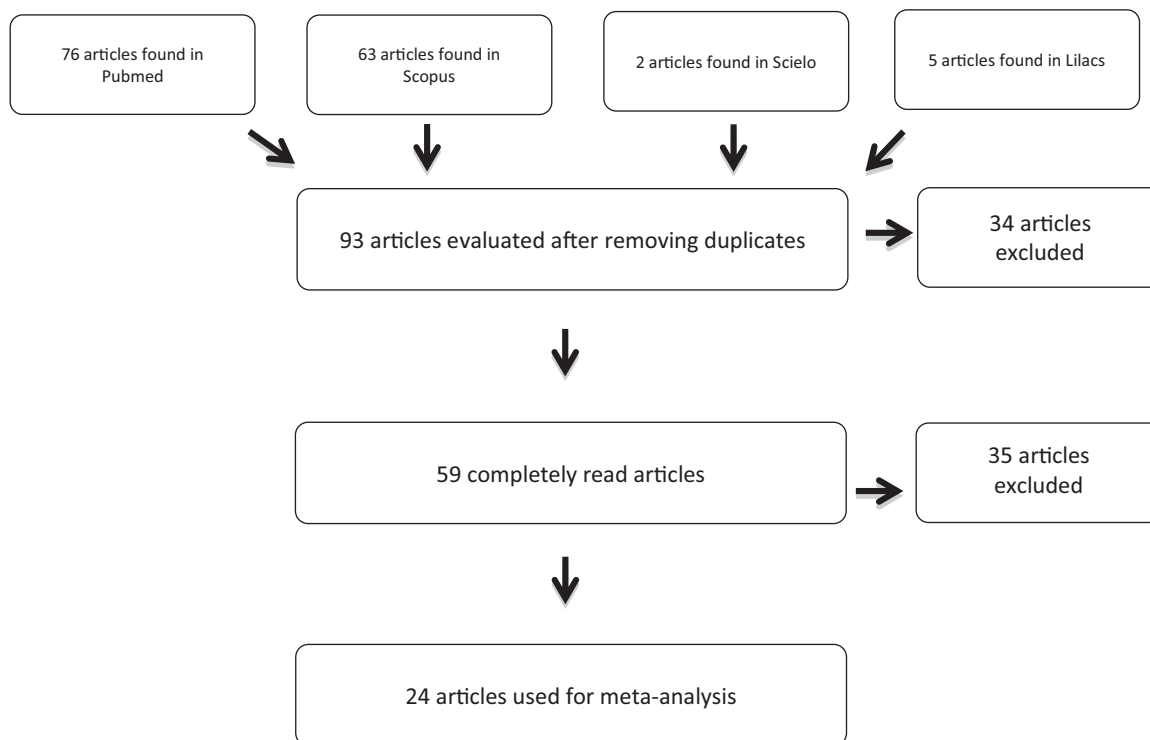 76 articles found in
Pubmed
63 articles found in
Scopus
2 articles found in Scielo
5 articles found in Lilacs
93 articles evaluated after removing duplicates
34 articles
excluded
59 completely read articles
35 articles
excluded
24 articles used for meta-analysis